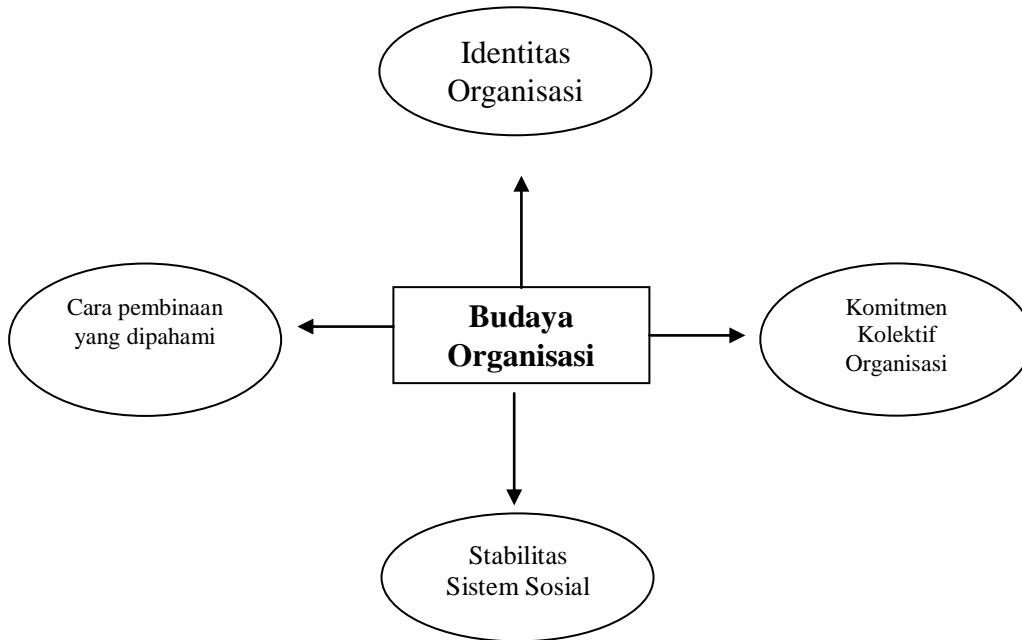 Identitas
Organisasi
Cara pembinaan
yang dipahami
Budaya
Organisasi
Komitmen
Kolektif
Organisasi
Stabilitas
Sistem Sosial